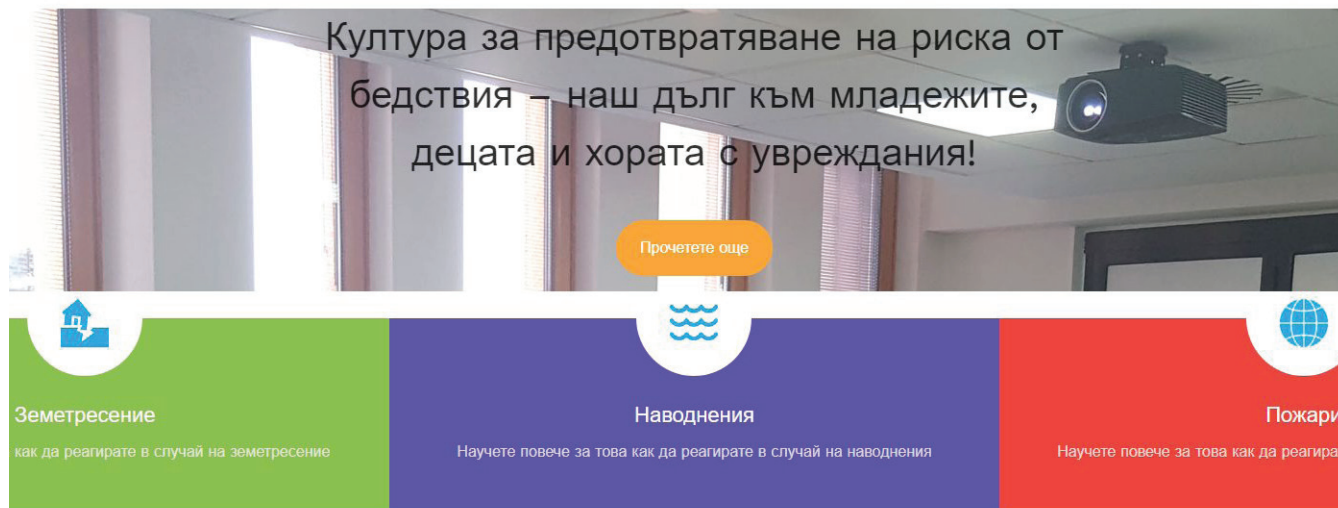 Култура за предотвратяване на риска от
бедствия – наш дълг към младежите,
децата и хората с увреждания!
Прочетете още
Земетресение
как да реагирате в случай на земетресение
Наводнения
Научете повече за това как да реагирате в случай на наводнения
Пожари
Научете повече за това как да реагира